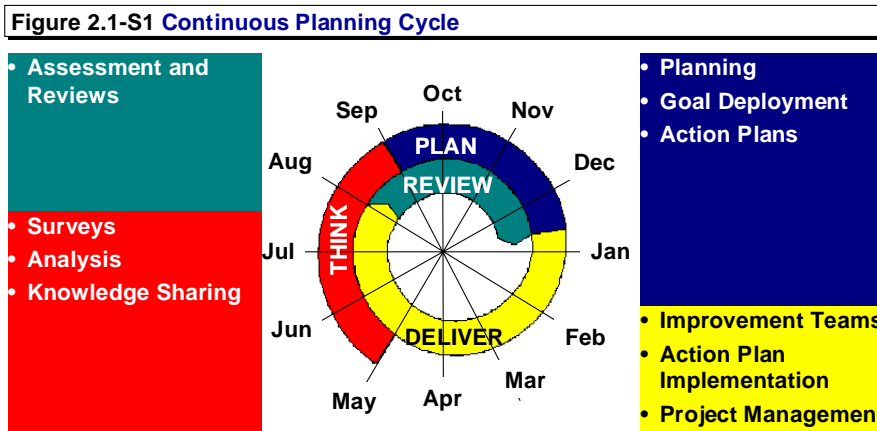 Figure 2.1-S1 Continuous Planning Cycle
• Assessment and
Reviews
• Surveys
• Analysis
• Knowledge Sharing
Oct
Nov
Dec
Jan
Feb
Mar
Apr
May
Jun
Jul
Aug
Sep
PLAN
REVIEW
THINK
DELIVER
• Planning
• Goal Deployment
• Action Plans
• Improvement Teams
• Action Plan
Implementation
• Project Managemen